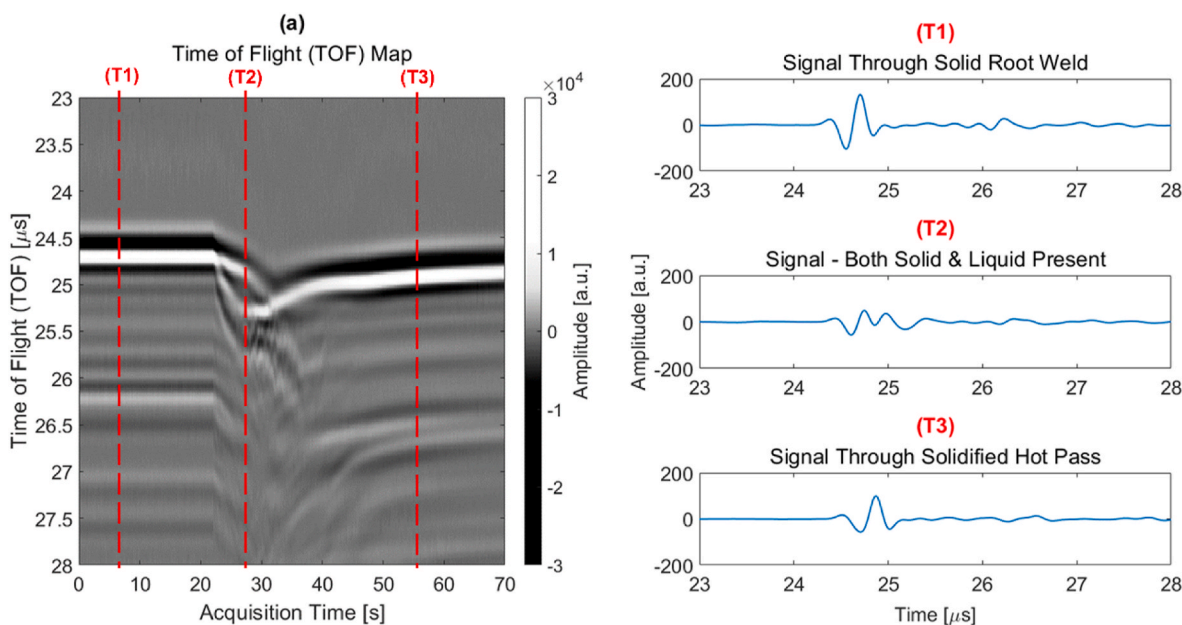 (a)
Time of Flight (TOF) Map
(T1) (T2) (T3)
×10⁴
23
23.5
24
24.5
25
25.5
26
26.5
27
27.5
28
Time of Flight (TOF) [μs]
0 10 20 30 40 50 60 70
Acquisition Time [s]
3
2
1
0
-1
-2
-3
Amplitude [a.u.]
(T1)
Signal Through Solid Root Weld
200
0
-200
23 24 25 26 27 28
(T2)
Signal - Both Solid & Liquid Present
200
0
-200
23 24 25 26 27 28
Amplitude [a.u.]
(T3)
Signal Through Solidified Hot Pass
200
0
-200
23 24 25 26 27 28
Time [μs]